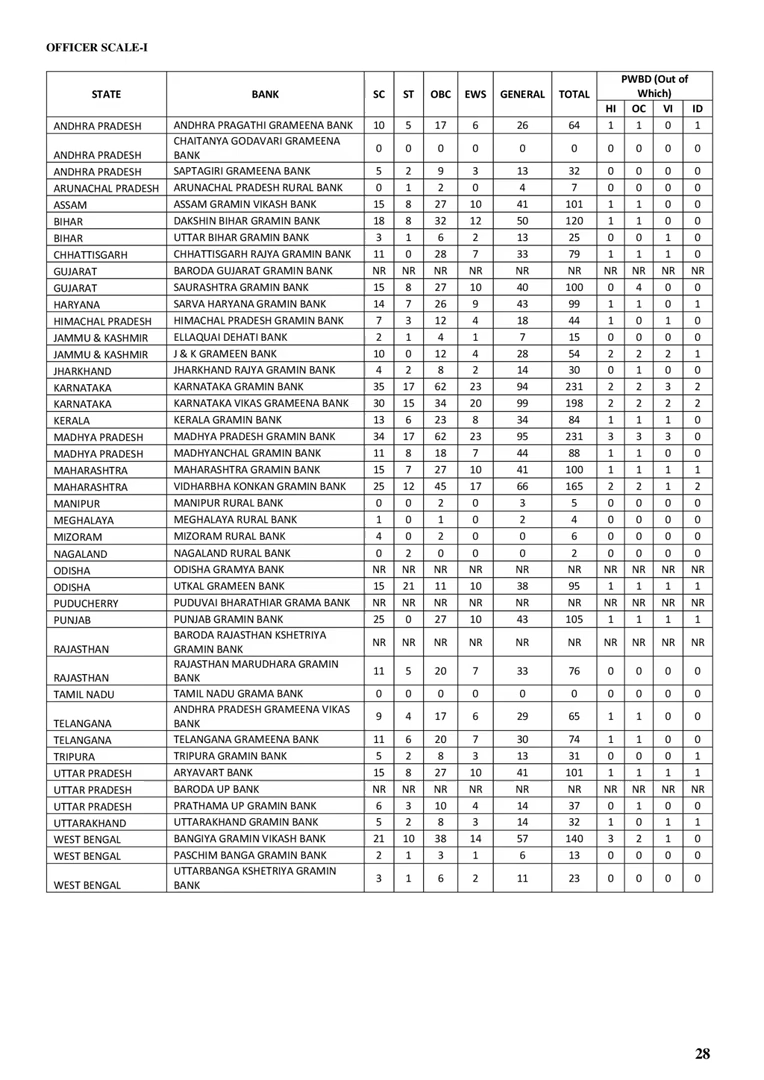 OFFICER SCALE-I
STATE BANK SC ST OBC EWS GENERAL TOTAL PWBD (Out of Which)
HI OC VI ID
ANDHRA PRADESH ANDHRA PRAGATHI GRAMEENA BANK 10 5 17 6 26 64 1 1 0 1
ANDHRA PRADESH CHAITANYA GODAVARI GRAMEENA BANK 0 0 0 0 0 0 0 0 0 0
ANDHRA PRADESH SAPTAGIRI GRAMEENA BANK 5 2 9 3 13 32 0 0 0 0
ARUNACHAL PRADESH ARUNACHAL PRADESH RURAL BANK 0 1 2 0 4 7 0 0 0 0
ASSAM ASSAM GRAMIN VIKASH BANK 15 8 27 10 41 101 1 1 0 0
BIHAR DAKSHIN BIHAR GRAMIN BANK 18 8 32 12 50 120 1 1 0 0
BIHAR UTTAR BIHAR GRAMIN BANK 3 1 6 2 13 25 0 0 1 0
CHHATTISGARH CHHATTISGARH RAJYA GRAMIN BANK 11 0 28 7 33 79 1 1 1 0
GUJARAT BARODA GUJARAT GRAMIN BANK NR NR NR NR NR NR NR NR NR NR
GUJARAT SAURASHTRA GRAMIN BANK 15 8 27 10 40 100 0 4 0 0
HARYANA SARVA HARYANA GRAMIN BANK 14 7 26 9 43 99 1 1 0 1
HIMACHAL PRADESH HIMACHAL PRADESH GRAMIN BANK 7 3 12 4 18 44 1 0 1 0
JAMMU & KASHMIR ELLAQUAI DEHATI BANK 2 1 4 1 7 15 0 0 0 0
JAMMU & KASHMIR J & K GRAMEEN BANK 10 0 12 4 28 54 2 2 2 1
JHARKHAND JHARKHAND RAJYA GRAMIN BANK 4 2 8 2 14 30 0 1 0 0
KARNATAKA KARNATAKA GRAMIN BANK 35 17 62 23 94 231 2 2 3 2
KARNATAKA KARNATAKA VIKAS GRAMEENA BANK 30 15 34 20 99 198 2 2 2 2
KERALA KERALA GRAMIN BANK 13 6 23 8 34 84 1 1 1 0
MADHYA PRADESH MADHYA PRADESH GRAMIN BANK 34 17 62 23 95 231 3 3 3 0
MADHYA PRADESH MADHYANCHAL GRAMIN BANK 11 8 18 7 44 88 1 1 0 0
MAHARASHTRA MAHARASHTRA GRAMIN BANK 15 7 27 10 41 100 1 1 1 1
MAHARASHTRA VIDHARBHA KONKAN GRAMIN BANK 25 12 45 17 66 165 2 2 1 2
MANIPUR MANIPUR RURAL BANK 0 0 2 0 3 5 0 0 0 0
MEGHALAYA MEGHALAYA RURAL BANK 1 0 1 0 2 4 0 0 0 0
MIZORAM MIZORAM RURAL BANK 4 0 2 0 0 6 0 0 0 0
NAGALAND NAGALAND RURAL BANK 0 2 0 0 0 2 0 0 0 0
ODISHA ODISHA GRAMYA BANK NR NR NR NR NR NR NR NR NR NR
ODISHA UTKAL GRAMEEN BANK 15 21 11 10 38 95 1 1 1 1
PUDUCHERRY PUDUVAI BHARATHIAR GRAMA BANK NR NR NR NR NR NR NR NR NR NR
PUNJAB PUNJAB GRAMIN BANK 25 0 27 10 43 105 1 1 1 1
RAJASTHAN BARODA RAJASTHAN KSHETRIYA GRAMIN BANK NR NR NR NR NR NR NR NR NR NR
RAJASTHAN RAJASTHAN MARUDHARA GRAMIN BANK 11 5 20 7 33 76 0 0 0 0
TAMIL NADU TAMIL NADU GRAMA BANK 0 0 0 0 0 0 0 0 0 0
TELANGANA ANDHRA PRADESH GRAMEENA VIKAS BANK 9 4 17 6 29 65 1 1 0 0
TELANGANA TELANGANA GRAMEENA BANK 11 6 20 7 30 74 1 1 0 0
TRIPURA TRIPURA GRAMIN BANK 5 2 8 3 13 31 0 0 0 1
UTTAR PRADESH ARYAVART BANK 15 8 27 10 41 101 1 1 1 1
UTTAR PRADESH BARODA UP BANK NR NR NR NR NR NR NR NR NR NR
UTTAR PRADESH PRATHAMA UP GRAMIN BANK 6 3 10 4 14 37 0 1 0 0
UTTARAKHAND UTTARAKHAND GRAMIN BANK 5 2 8 3 14 32 1 0 1 1
WEST BENGAL BANGIYA GRAMIN VIKASH BANK 21 10 38 14 57 140 3 2 1 0
WEST BENGAL PASCHIM BANGA GRAMIN BANK 2 1 3 1 6 13 0 0 0 0
WEST BENGAL UTTARBANGA KSHETRIYA GRAMIN BANK 3 1 6 2 11 23 0 0 0 0
28